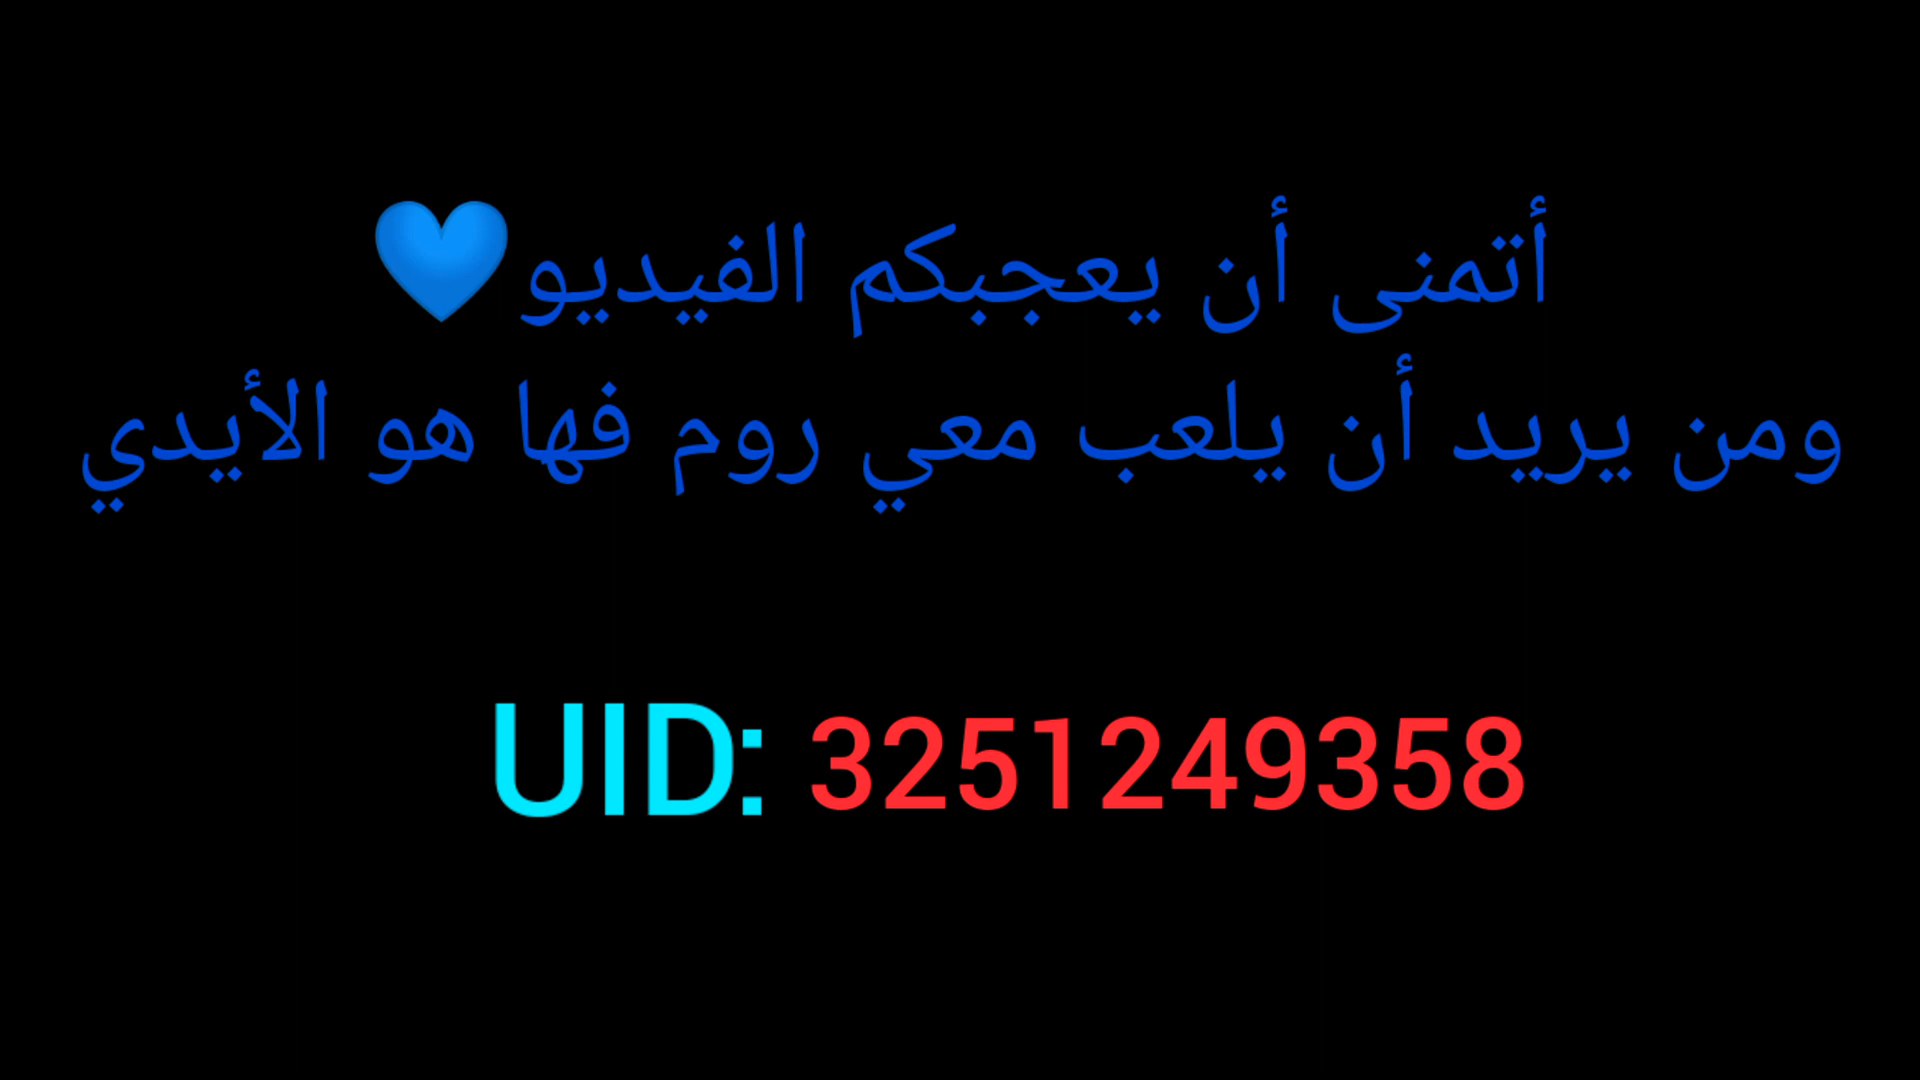 أتمنى أن يعجبكم الفيديو💙
ومن يريد أن يلعب معي روم فها هو الأيدي
UID: 3251249358